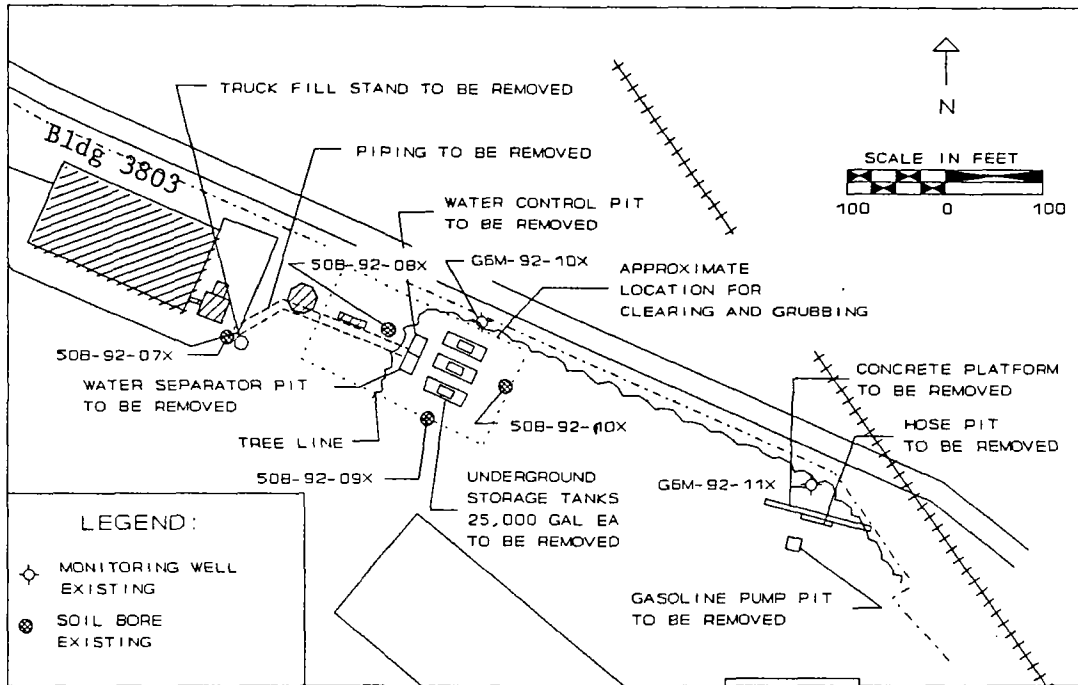 TRUCK FILL STAND TO BE REMOVED
Bldg 3803
PIPING TO BE REMOVED
N
SCALE IN FEET
100 0 100
WATER CONTROL PIT
TO BE REMOVED
SOB-92-08X
G6M-92-10X
APPROXIMATE
LOCATION FOR
CLEARING AND GRUBBING
SOB-92-07X
WATER SEPARATOR PIT
TO BE REMOVED
CONCRETE PLATFORM
TO BE REMOVED
HOSE PIT
TO BE REMOVED
TREE LINE
SOB-92-10X
SOB-92-09X
UNDERGROUND
STORAGE TANKS
25,000 GAL EA
TO BE REMOVED
G6M-92-11X
GASOLINE PUMP PIT
TO BE REMOVED
LEGEND:
MONITORING WELL
EXISTING
SOIL BORE
EXISTING